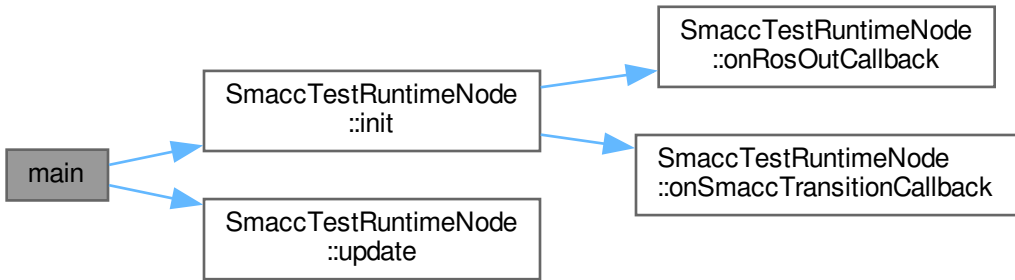 main
SmaccTestRuntimeNode
::init
SmaccTestRuntimeNode
::update
SmaccTestRuntimeNode
::onRosOutCallback
SmaccTestRuntimeNode
::onSmaccTransitionCallback